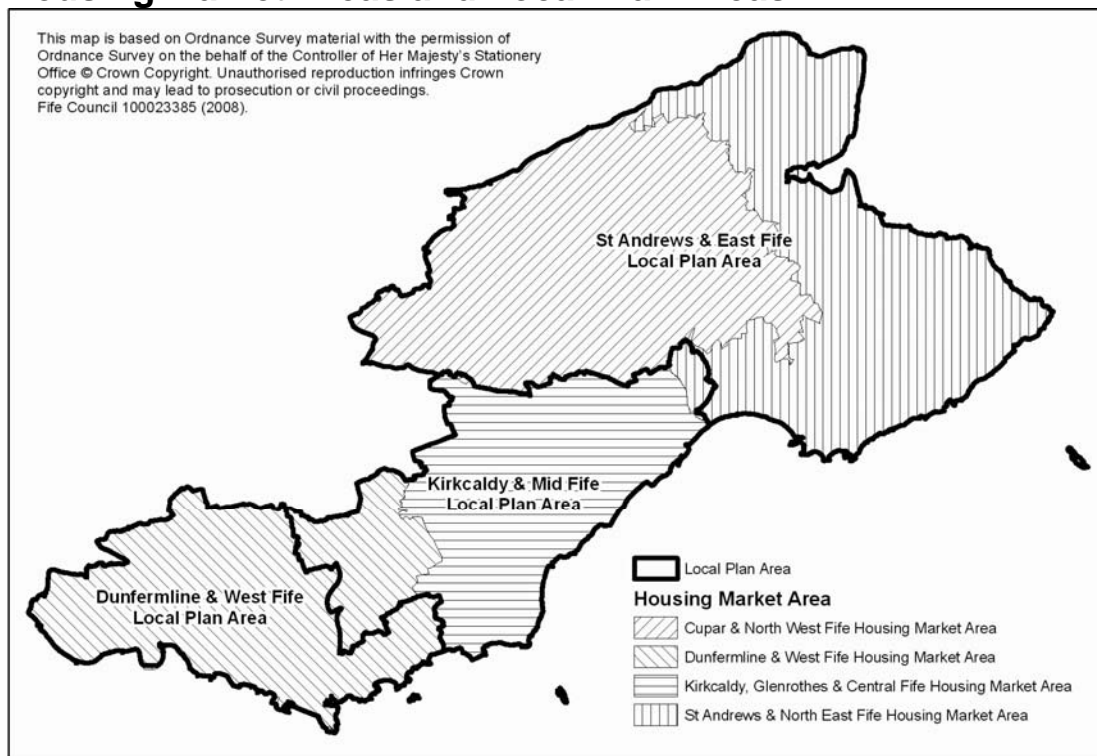 This map is based on Ordnance Survey material with the permission of
Ordnance Survey on the behalf of the Controller of Her Majesty's Stationery
Office © Crown Copyright. Unauthorised reproduction infringes Crown
copyright and may lead to prosecution or civil proceedings.
Fife Council 100023385 (2008).
St Andrews & East Fife
Local Plan Area
Kirkcaldy & Mid Fife
Local Plan Area
Dunfermline & West Fife
Local Plan Area
Local Plan Area
Housing Market Area
Cupar & North West Fife Housing Market Area
Dunfermline & West Fife Housing Market Area
Kirkcaldy, Glenrothes & Central Fife Housing Market Area
St Andrews & North East Fife Housing Market Area